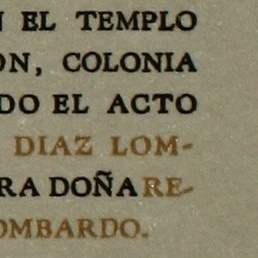 EL TEMPLO
ON, COLONIA
DO EL ACTO
DIAZ LOM-
RA DOÑA RE-
OMBARDO.